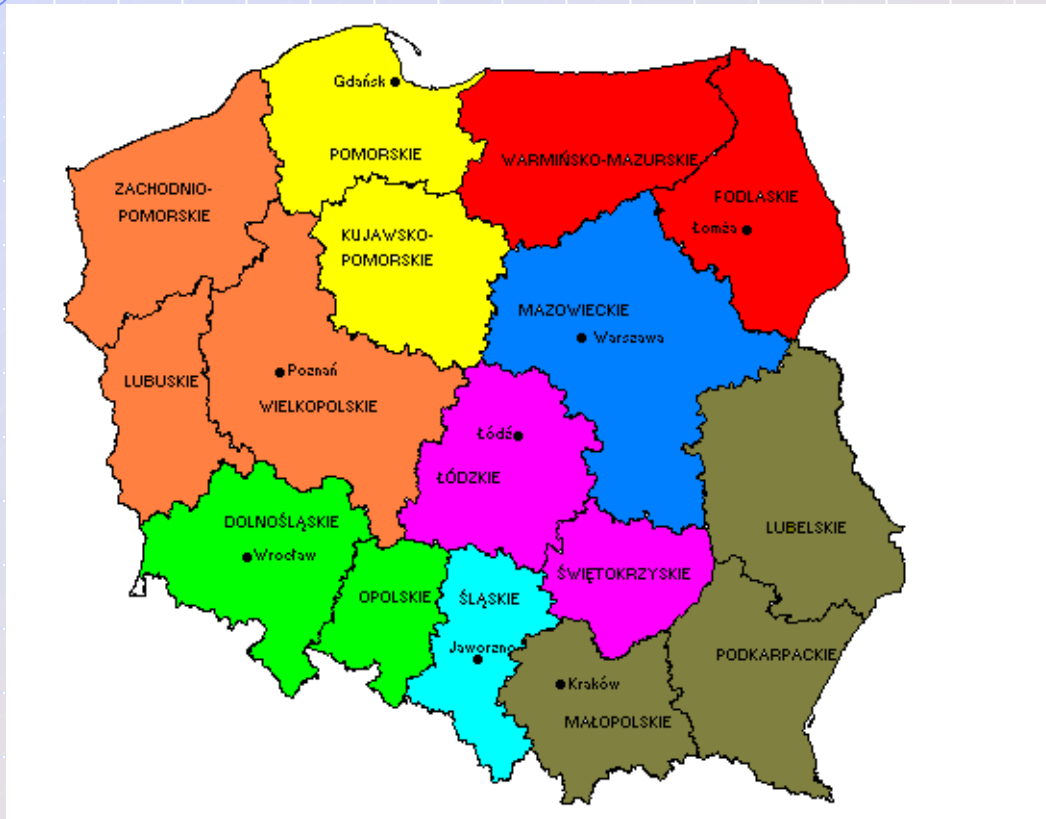 Gdańsk
POMORSKIE
WARMIŃSKO-MAZURSKIE
ZACHODNIO-
POMORSKIE
PODLASKIE
Łomża
KUJAWSKO-
POMORSKIE
MAZOWIECKIE
Warszawa
LUBUSKIE
Poznań
WIELKOPOLSKIE
Łódź
ŁÓDZKIE
DOLNOŚLĄSKIE
Wrocław
LUBELSKIE
OPOLSKIE
ŚLĄSKIE
ŚWIĘTOKRZYSKIE
Jaworzno
PODKARPACKIE
Kraków
MAŁOPOLSKIE